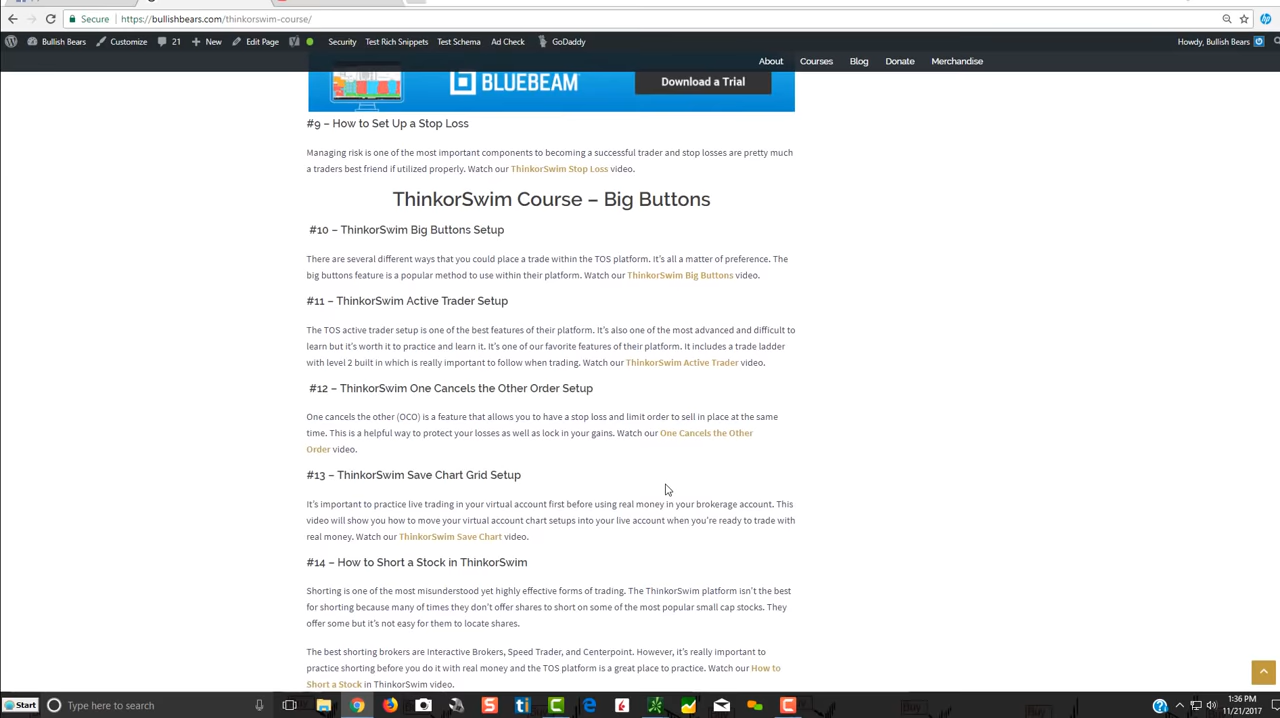 Secure
https://bullishbears.com/thinkorswim-course/
Bullish Bears
Customize
21
New
Edit Page
Security
Test Rich Snippets
Test Schema
Ad Check
GoDaddy
Howdy, Bullish Bears
About
Courses
Blog
Donate
Merchandise
BLUEBEAM
Download a Trial
#9 – How to Set Up a Stop Loss
Managing risk is one of the most important components to becoming a successful trader and stop losses are pretty much
a traders best friend if utilized properly. Watch our ThinkorSwim Stop Loss video.
ThinkorSwim Course – Big Buttons
#10 – ThinkorSwim Big Buttons Setup
There are several different ways that you could place a trade within the TOS platform. It's all a matter of preference. The
big buttons feature is a popular method to use within their platform. Watch our ThinkorSwim Big Buttons video.
#11 – ThinkorSwim Active Trader Setup
The TOS active trader setup is one of the best features of their platform. It's also one of the most advanced and difficult to
learn but it's worth it to practice and learn it. It's one of our favorite features of their platform. It includes a trade ladder
with level 2 built in which is really important to follow when trading. Watch our ThinkorSwim Active Trader video.
#12 – ThinkorSwim One Cancels the Other Order Setup
One cancels the other (OCO) is a feature that allows you to have a stop loss and limit order to sell in place at the same
time. This is a helpful way to protect your losses as well as lock in your gains. Watch our One Cancels the Other
Order video.
#13 – ThinkorSwim Save Chart Grid Setup
It's important to practice live trading in your virtual account first before using real money in your brokerage account. This
video will show you how to move your virtual account chart setups into your live account when you're ready to trade with
real money. Watch our ThinkorSwim Save Chart video.
#14 – How to Short a Stock in ThinkorSwim
Shorting is one of the most misunderstood yet highly effective forms of trading. The ThinkorSwim platform isn't the best
for shorting because many of times they don't offer shares to short on some of the most popular small cap stocks. They
offer some but it's not easy for them to locate shares.
The best shorting brokers are Interactive Brokers, Speed Trader, and Centerpoint. However, it's really important to
practice shorting before you do it with real money and the TOS platform is a great place to practice. Watch our How to
Short a Stock in ThinkorSwim video.
Start
Type here to search
1:36 PM
11/21/2017